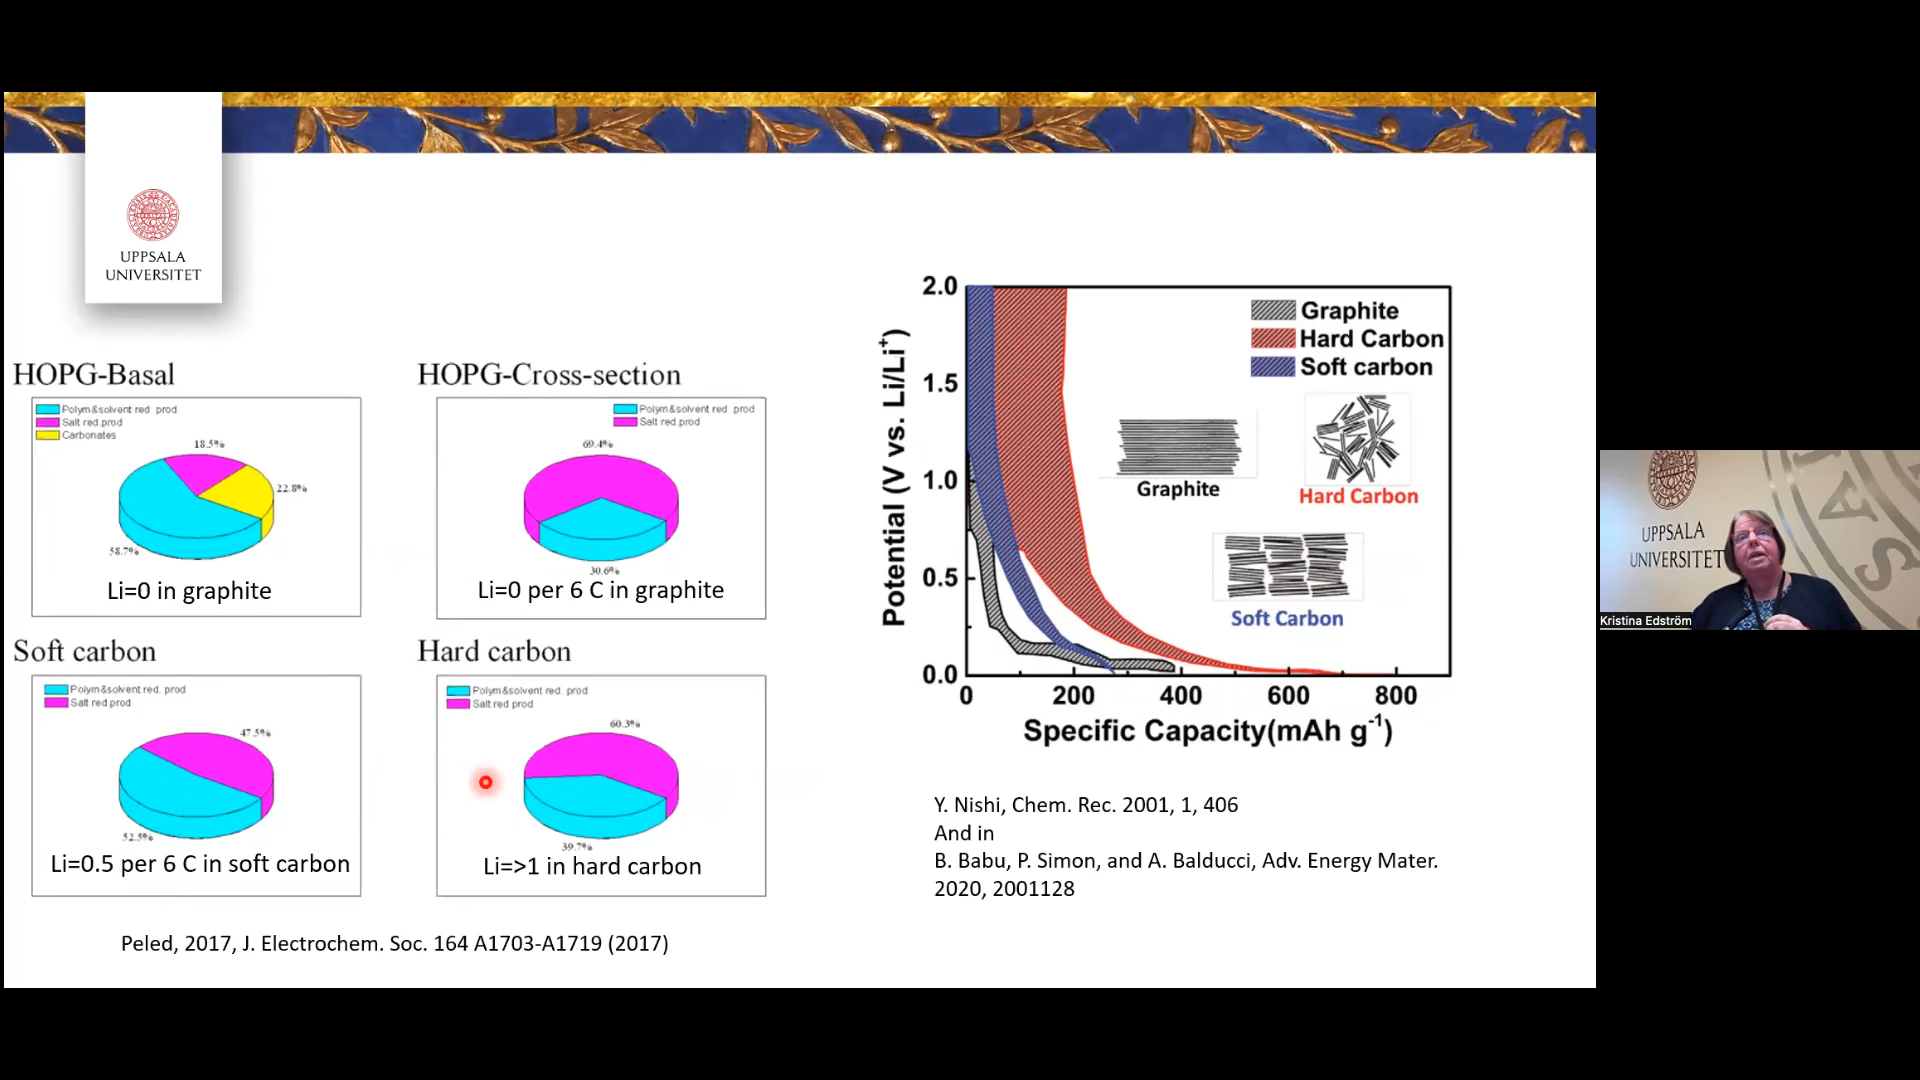 UPPSALA
UNIVERSITET
HOPG-Basal
Polym&solvent red. prod
Salt red.prod
Carbonates
18.5%
22.8%
58.7%
Li=0 in graphite
HOPG-Cross-section
Polym&solvent red. prod
Salt red.prod
69.4%
30.6%
Li=0 per 6 C in graphite
Soft carbon
Polym&solvent red. prod
Salt red.prod
47.5%
52.5%
Li=0.5 per 6 C in soft carbon
Hard carbon
Polym&solvent red. prod
Salt red.prod
60.3%
39.7%
Li=>1 in hard carbon
Peled, 2017, J. Electrochem. Soc. 164 A1703-A1719 (2017)
Potential (V vs. Li/Li+)
2.0
1.5
1.0
0.5
0.0
0 200 400 600 800
Specific Capacity(mAh g-1)
Graphite
Hard Carbon
Soft carbon
Graphite
Hard Carbon
Soft Carbon
Y. Nishi, Chem. Rec. 2001, 1, 406
And in
B. Babu, P. Simon, and A. Balducci, Adv. Energy Mater.
2020, 2001128
UPPSALA
UNIVERSITET
Kristina Edström